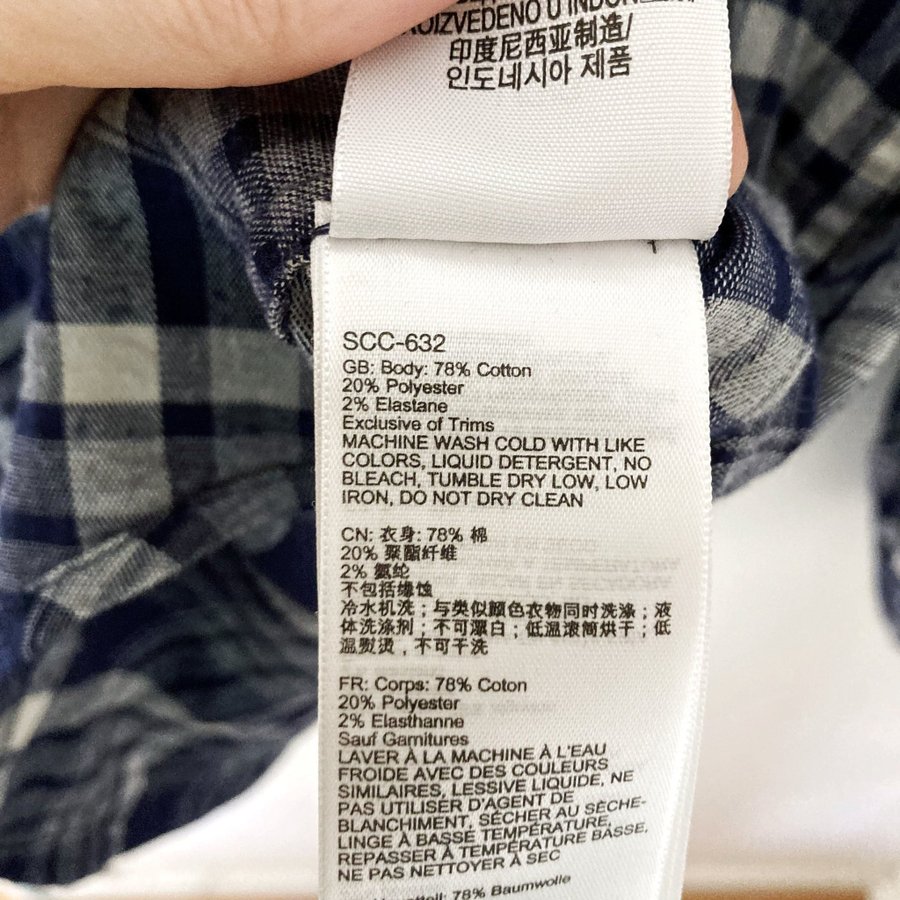 PROIZVEDENO U INDONEZIJI/
印度尼西亚制造/
인도네시아 제품
SCC-632
GB: Body: 78% Cotton
20% Polyester
2% Elastane
Exclusive of Trims
MACHINE WASH COLD WITH LIKE
COLORS, LIQUID DETERGENT, NO
BLEACH, TUMBLE DRY LOW, LOW
IRON, DO NOT DRY CLEAN
CN: 衣身: 78% 棉
20% 聚酯纤维
2% 氨纶
不包括缘蚀
冷水机洗；与类似颜色衣物同时洗涤；液
体洗涤剂；不可漂白；低温滚筒烘干；低
温熨烫，不可干洗
FR: Corps: 78% Coton
20% Polyester
2% Elasthanne
Sauf Garnitures
LAVER À LA MACHINE À L'EAU
FROIDE AVEC DES COULEURS
SIMILAIRES, LESSIVE LIQUIDE, NE
PAS UTILISER D'AGENT DE
BLANCHIMENT, SÉCHER AU SÈCHE-
LINGE À BASSE TEMPÉRATURE,
REPASSER À TEMPÉRATURE BASSE,
NE PAS NETTOYER À SEC
78% Baumwolle